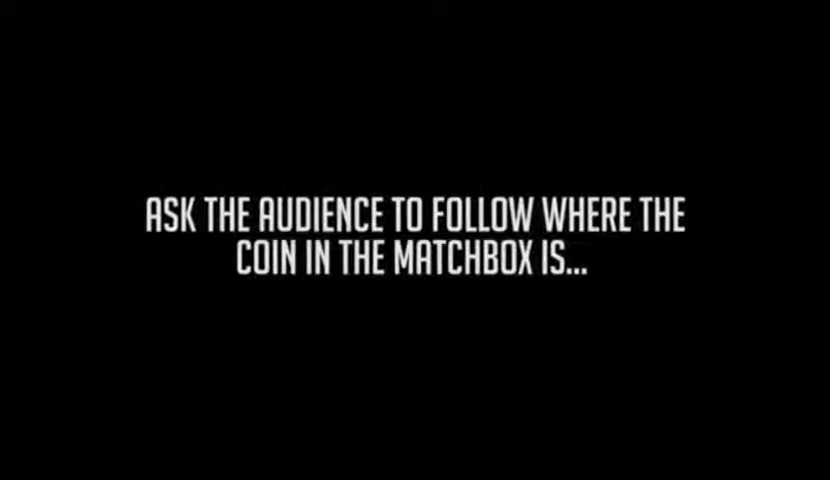 ASK THE AUDIENCE TO FOLLOW WHERE THE
COIN IN THE MATCHBOX IS...